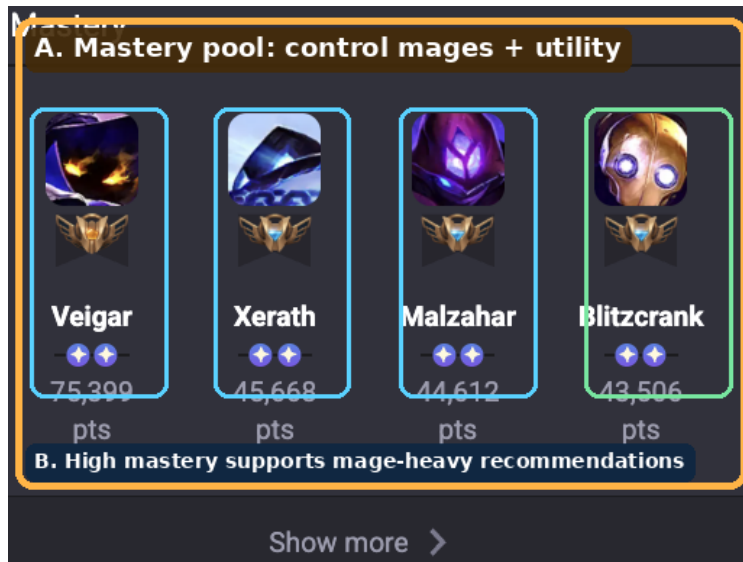 Mastery
A. Mastery pool: control mages + utility
Veigar Xerath Malzahar Blitzcrank
75,399 45,668 44,612 43,506
pts pts pts pts
B. High mastery supports mage-heavy recommendations
Show more